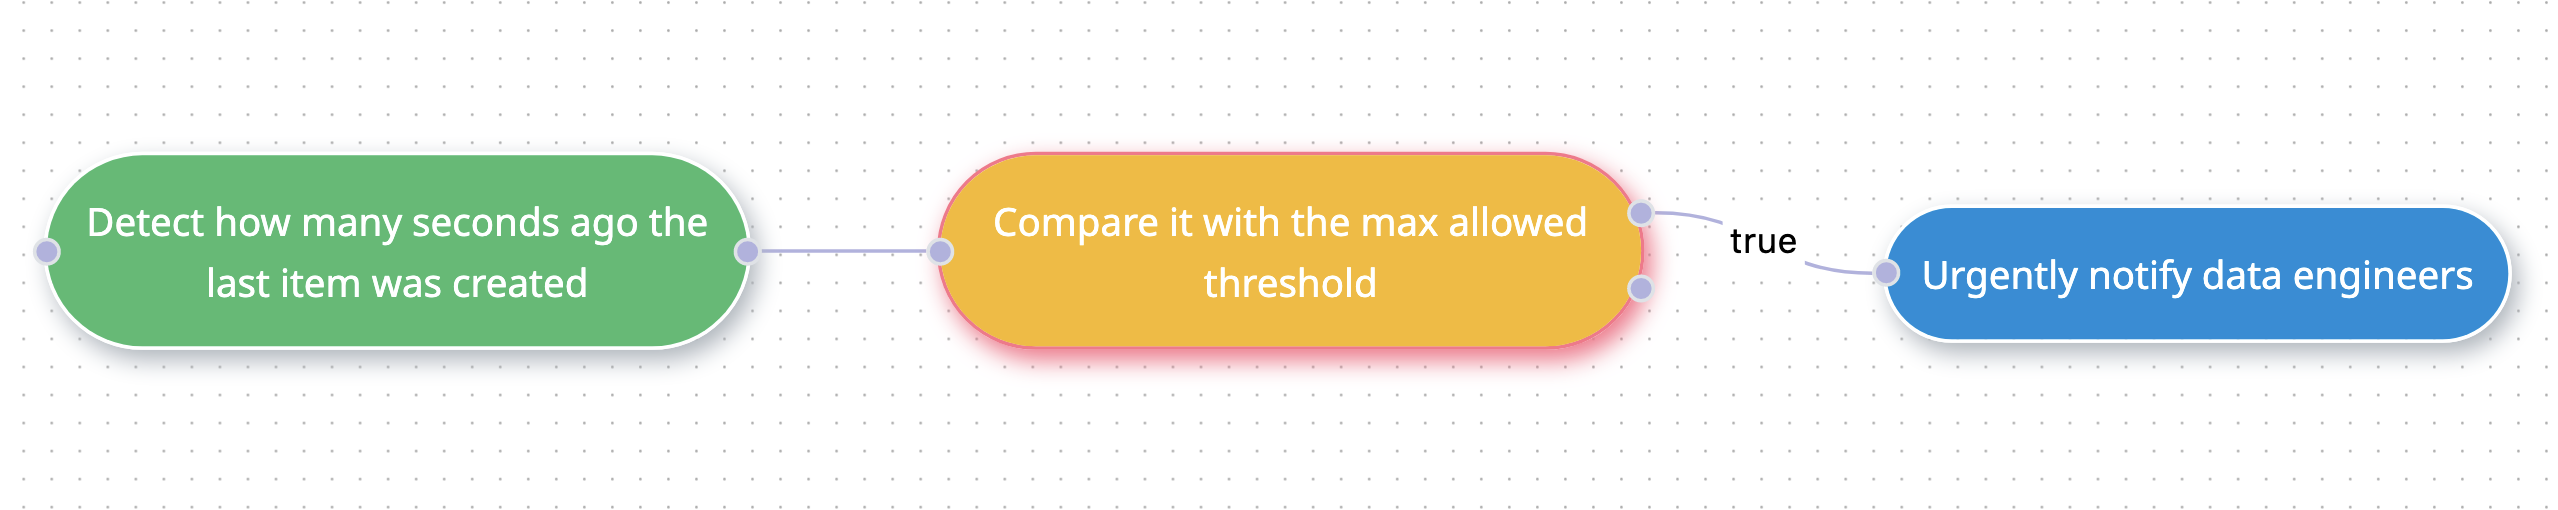 Detect how many seconds ago the
last item was created
Compare it with the max allowed
threshold
true
Urgently notify data engineers